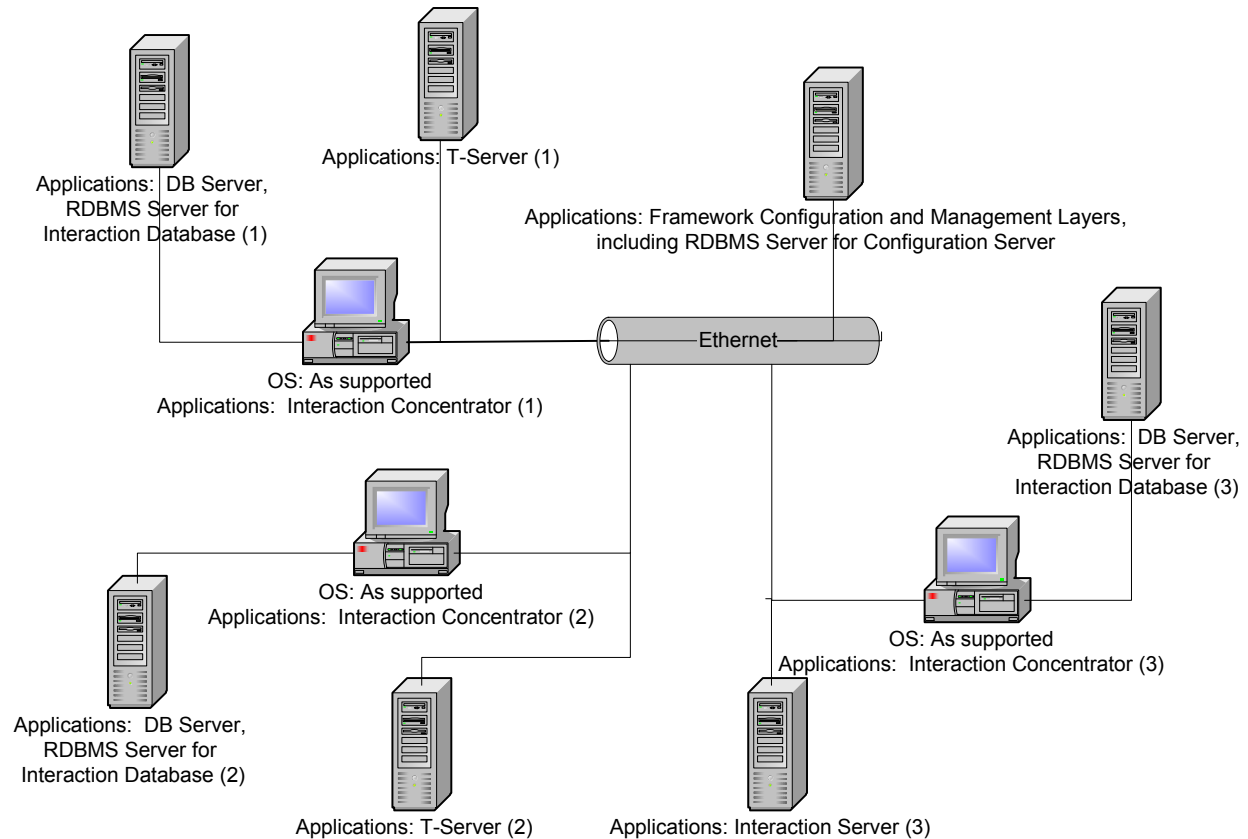 Applications: T-Server (1)
Applications: DB Server,
RDBMS Server for
Interaction Database (1)
Applications: Framework Configuration and Management Layers,
including RDBMS Server for Configuration Server
Ethernet
OS: As supported
Applications: Interaction Concentrator (1)
Applications: DB Server,
RDBMS Server for
Interaction Database (3)
OS: As supported
Applications: Interaction Concentrator (2)
OS: As supported
Applications: Interaction Concentrator (3)
Applications: DB Server,
RDBMS Server for
Interaction Database (2)
Applications: T-Server (2)
Applications: Interaction Server (3)